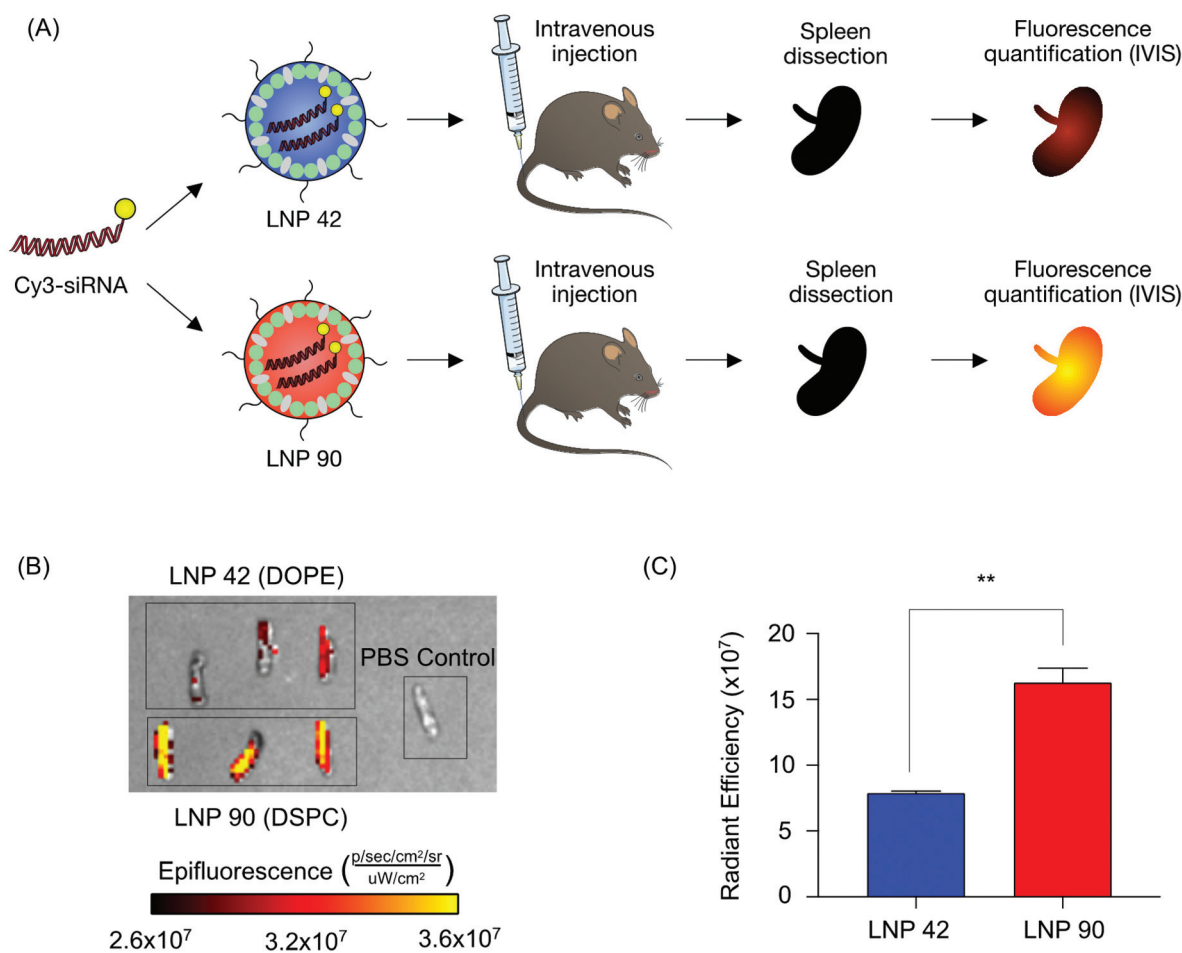 (A)
Intravenous
injection
Spleen
dissection
Fluorescence
quantification (IVIS)
LNP 42
Cy3-siRNA
Intravenous
injection
Spleen
dissection
Fluorescence
quantification (IVIS)
LNP 90
(B)
LNP 42 (DOPE)
PBS Control
LNP 90 (DSPC)
Epifluorescence (p/sec/cm²/sr / uW/cm²)
2.6x10⁷ 3.2x10⁷ 3.6x10⁷
(C)
**
Radiant Efficiency (x10⁷)
20
15
10
5
0
LNP 42 LNP 90